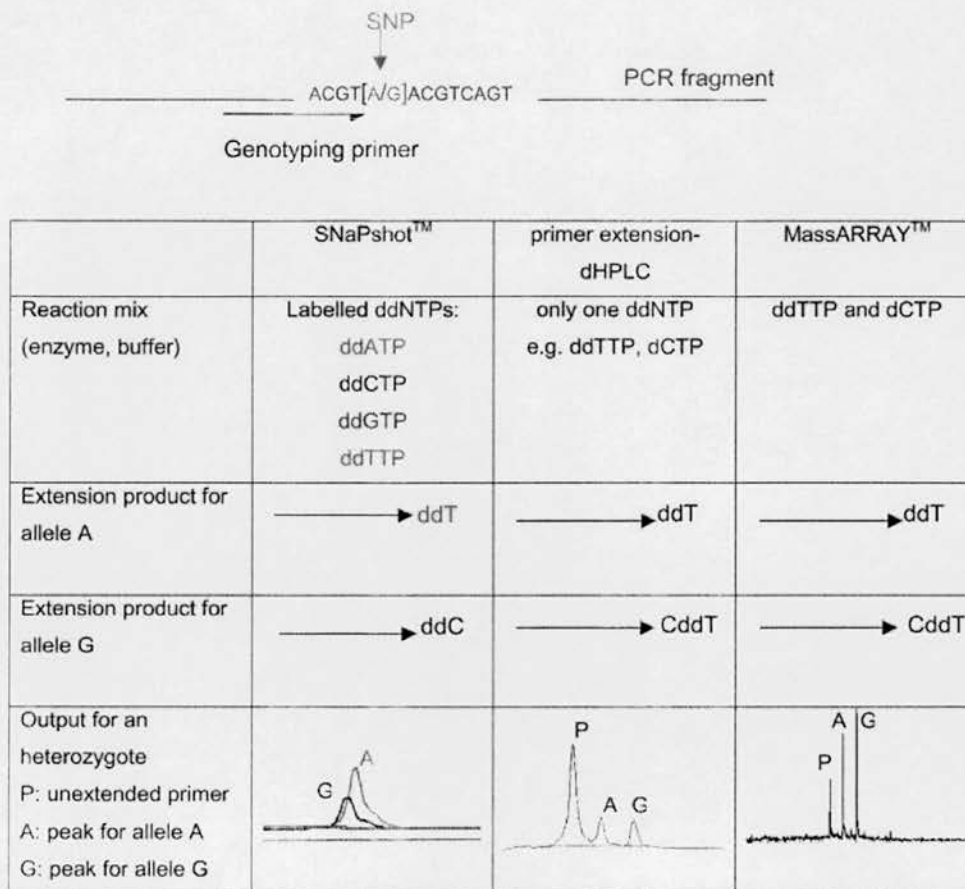 SNP
ACGT[A/G]ACGTCAGT
PCR fragment
Genotyping primer
SNaPshot™
primer extension-
dHPLC
MassARRAY™
Reaction mix
(enzyme, buffer)
Labelled ddNTPs:
ddATP
ddCTP
ddGTP
ddTTP
only one ddNTP
e.g. ddTTP, dCTP
ddTTP and dCTP
Extension product for
allele A
ddT
ddT
ddT
Extension product for
allele G
ddC
CddT
CddT
Output for an
heterozygote
P: unextended primer
A: peak for allele A
G: peak for allele G
G
A
P
A
G
P
A
G